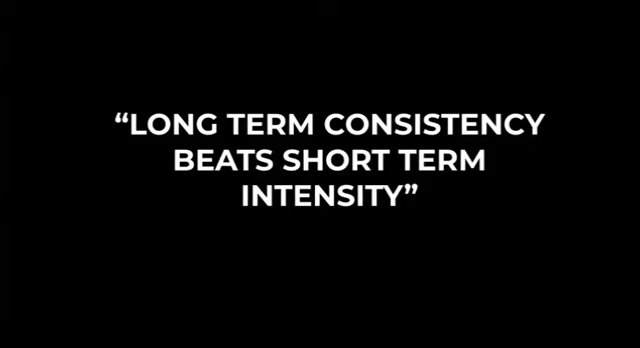 “LONG TERM CONSISTENCY
BEATS SHORT TERM
INTENSITY”